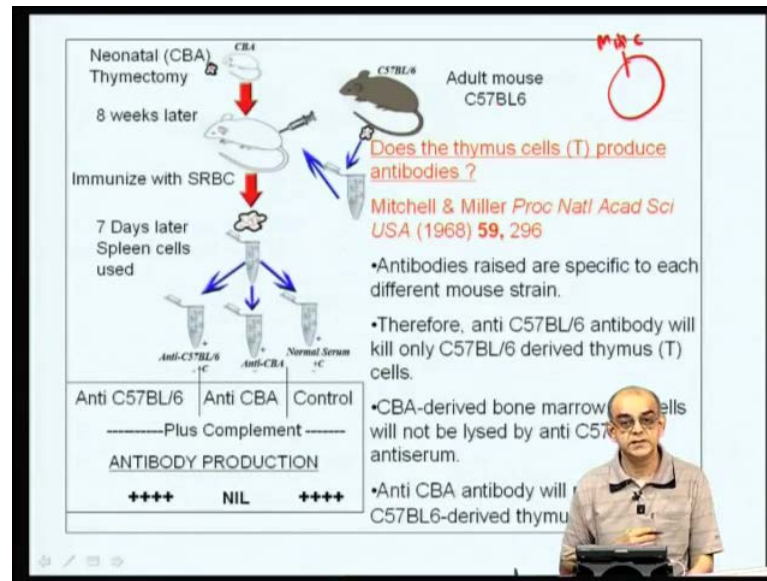 Neonatal (CBA)
Thymectomy
CBA
8 weeks later
C57BL/6
Adult mouse
C57BL6
MHC
Immunize with SRBC
7 Days later
Spleen cells
used
Anti-C57BL/6
+C
+
Anti-CBA
+
Normal Serum
+C
Anti C57BL/6
Anti CBA
Control
----------Plus Complement -------
ANTIBODY PRODUCTION
++++ NIL ++++
Does the thymus cells (T) produce
antibodies ?
Mitchell & Miller Proc Natl Acad Sci
USA (1968) 59, 296
•Antibodies raised are specific to each
different mouse strain.
•Therefore, anti C57BL/6 antibody will
kill only C57BL/6 derived thymus (T)
cells.
•CBA-derived bone marrow
will not be lysed by anti
antiserum.
•Anti CBA antibody will
C57BL6-derived